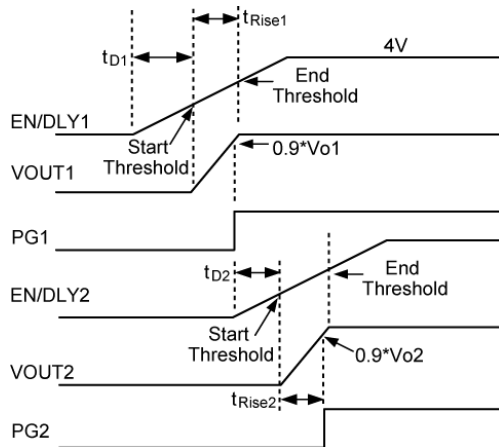 tRise1
tD1
4V
End
Threshold
EN/DLY1
Start
Threshold
0.9*Vo1
VOUT1
PG1
tD2
End
Threshold
EN/DLY2
Start
Threshold
0.9*Vo2
VOUT2
tRise2
PG2